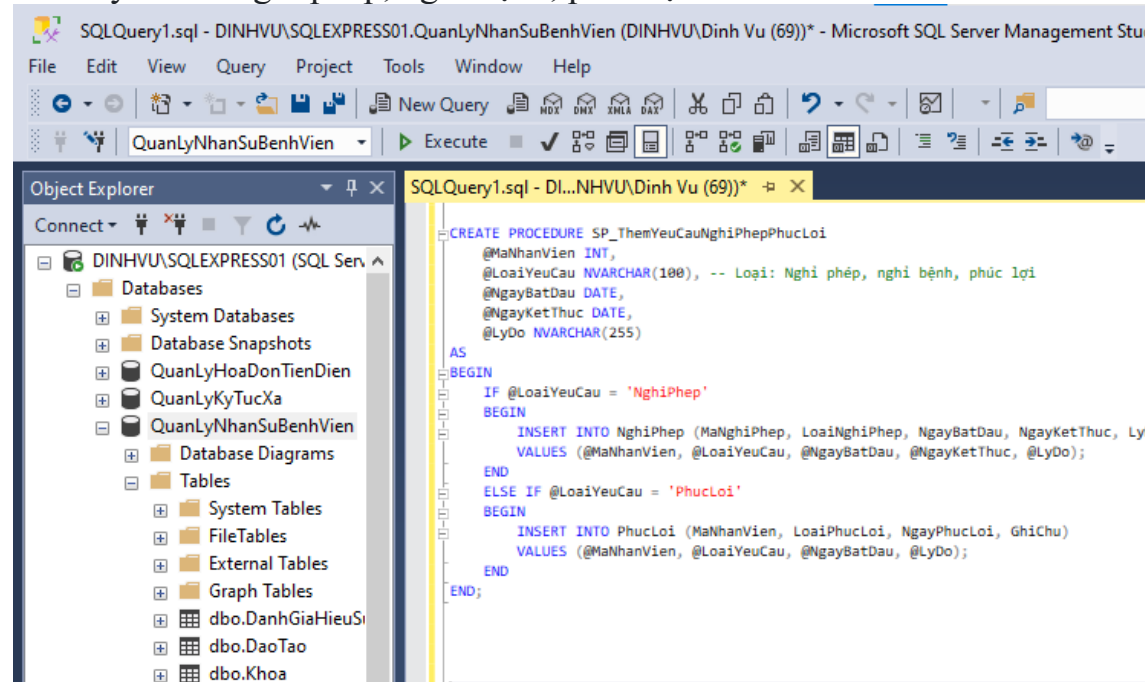 SQLQuery1.sql - DINHVU\SQLEXPRESS01.QuanLyNhanSuBenhVien (DINHVU\Dinh Vu (69))* - Microsoft SQL Server Management Stu
File Edit View Query Project Tools Window Help
New Query MDX DMX XMLA DAX
QuanLyNhanSuBenhVien Execute
Object Explorer
Connect
DINHVU\SQLEXPRESS01 (SQL Serv
Databases
System Databases
Database Snapshots
QuanLyHoaDonTienDien
QuanLyKyTucXa
QuanLyNhanSuBenhVien
Database Diagrams
Tables
System Tables
FileTables
External Tables
Graph Tables
dbo.DanhGiaHieuSu
dbo.DaoTao
dbo.Khoa
SQLQuery1.sql - DI...NHVU\Dinh Vu (69))*
CREATE PROCEDURE SP_ThemYeuCauNghiPhepPhucLoi
@MaNhanVien INT,
@LoaiYeuCau NVARCHAR(100), -- Loại: Nghỉ phép, nghỉ bệnh, phúc lợi
@NgayBatDau DATE,
@NgayKetThuc DATE,
@LyDo NVARCHAR(255)
AS
BEGIN
IF @LoaiYeuCau = 'NghiPhep'
BEGIN
INSERT INTO NghiPhep (MaNghiPhep, LoaiNghiPhep, NgayBatDau, NgayKetThuc, Ly
VALUES (@MaNhanVien, @LoaiYeuCau, @NgayBatDau, @NgayKetThuc, @LyDo);
END
ELSE IF @LoaiYeuCau = 'PhucLoi'
BEGIN
INSERT INTO PhucLoi (MaNhanVien, LoaiPhucLoi, NgayPhucLoi, GhiChu)
VALUES (@MaNhanVien, @LoaiYeuCau, @NgayBatDau, @LyDo);
END
END;